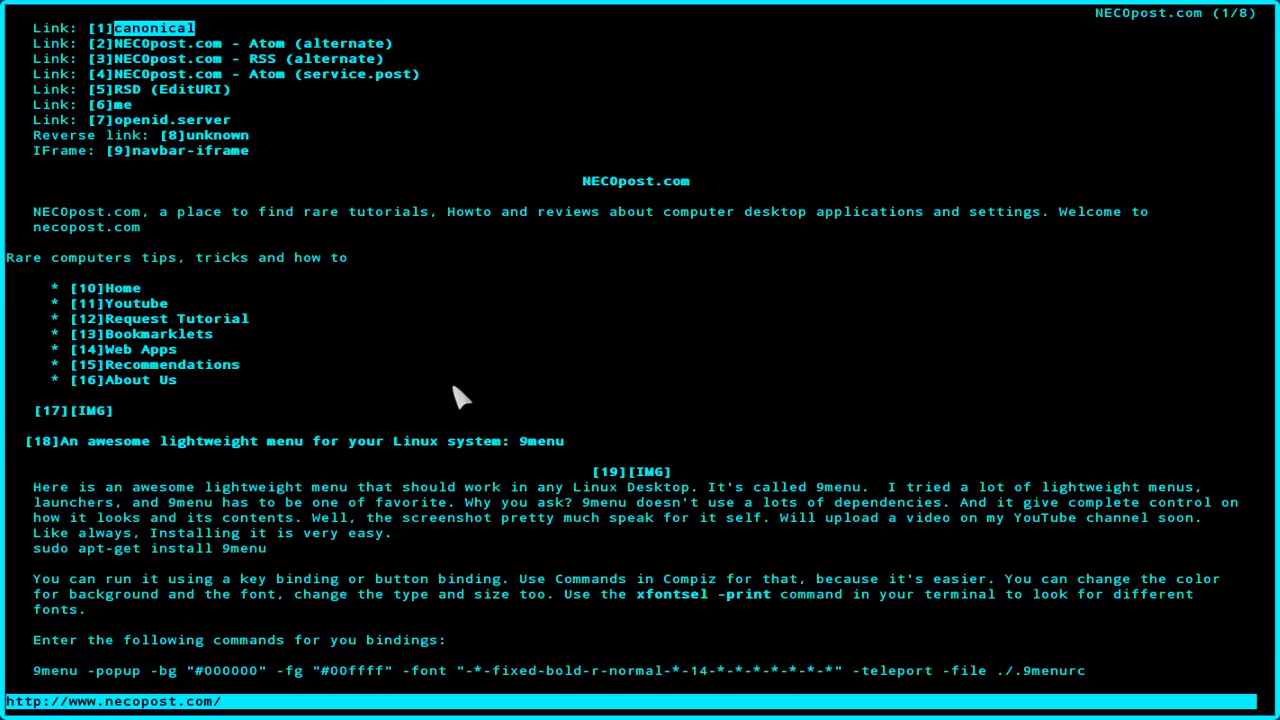 NECOpost.com (1/8)
Link: [1]canonical
Link: [2]NECOpost.com - Atom (alternate)
Link: [3]NECOpost.com - RSS (alternate)
Link: [4]NECOpost.com - Atom (service.post)
Link: [5]RSD (EditURI)
Link: [6]me
Link: [7]openid.server
Reverse link: [8]unknown
IFrame: [9]navbar-iframe
NECOpost.com
NECOpost.com, a place to find rare tutorials, Howto and reviews about computer desktop applications and settings. Welcome to
necopost.com
Rare computers tips, tricks and how to
* [10]Home
* [11]Youtube
* [12]Request Tutorial
* [13]Bookmarklets
* [14]Web Apps
* [15]Recommendations
* [16]About Us
[17][IMG]
[18]An awesome lightweight menu for your Linux system: 9menu
[19][IMG]
Here is an awesome lightweight menu that should work in any Linux Desktop. It's called 9menu.  I tried a lot of lightweight menus,
launchers, and 9menu has to be one of favorite. Why you ask? 9menu doesn't use a lots of dependencies. And it give complete control on
how it looks and its contents. Well, the screenshot pretty much speak for it self. Will upload a video on my YouTube channel soon.
Like always, Installing it is very easy.
sudo apt-get install 9menu
You can run it using a key binding or button binding. Use Commands in Compiz for that, because it's easier. You can change the color
for background and the font, change the type and size too. Use the xfontsel -print command in your terminal to look for different
fonts.
Enter the following commands for you bindings:
9menu -popup -bg "#000000" -fg "#00ffff" -font "-*-fixed-bold-r-normal-*-14-*-*-*-*-*-*-*" -teleport -file ./.9menurc
http://www.necopost.com/